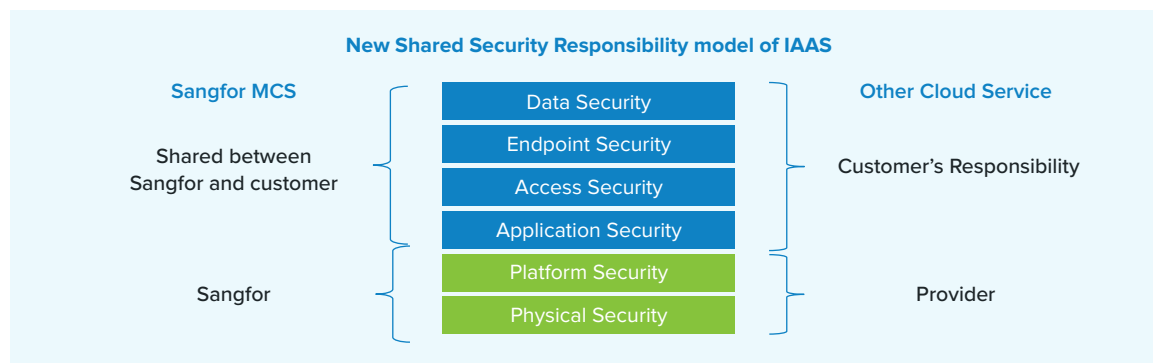 New Shared Security Responsibility model of IAAS
Sangfor MCS
Shared between
Sangfor and customer
Sangfor
Data Security
Endpoint Security
Access Security
Application Security
Platform Security
Physical Security
Other Cloud Service
Customer’s Responsibility
Provider